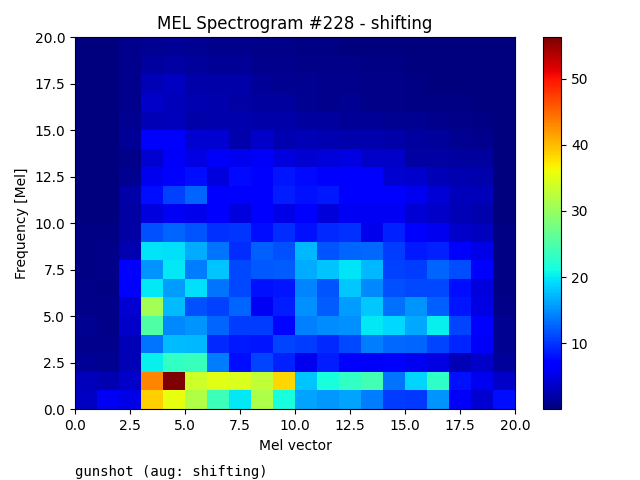 MEL Spectrogram #228 - shifting
20.0
17.5
15.0
12.5
10.0
7.5
5.0
2.5
0.0
Frequency [Mel]
0.0 2.5 5.0 7.5 10.0 12.5 15.0 17.5 20.0
Mel vector
50
40
30
20
10
gunshot (aug: shifting)